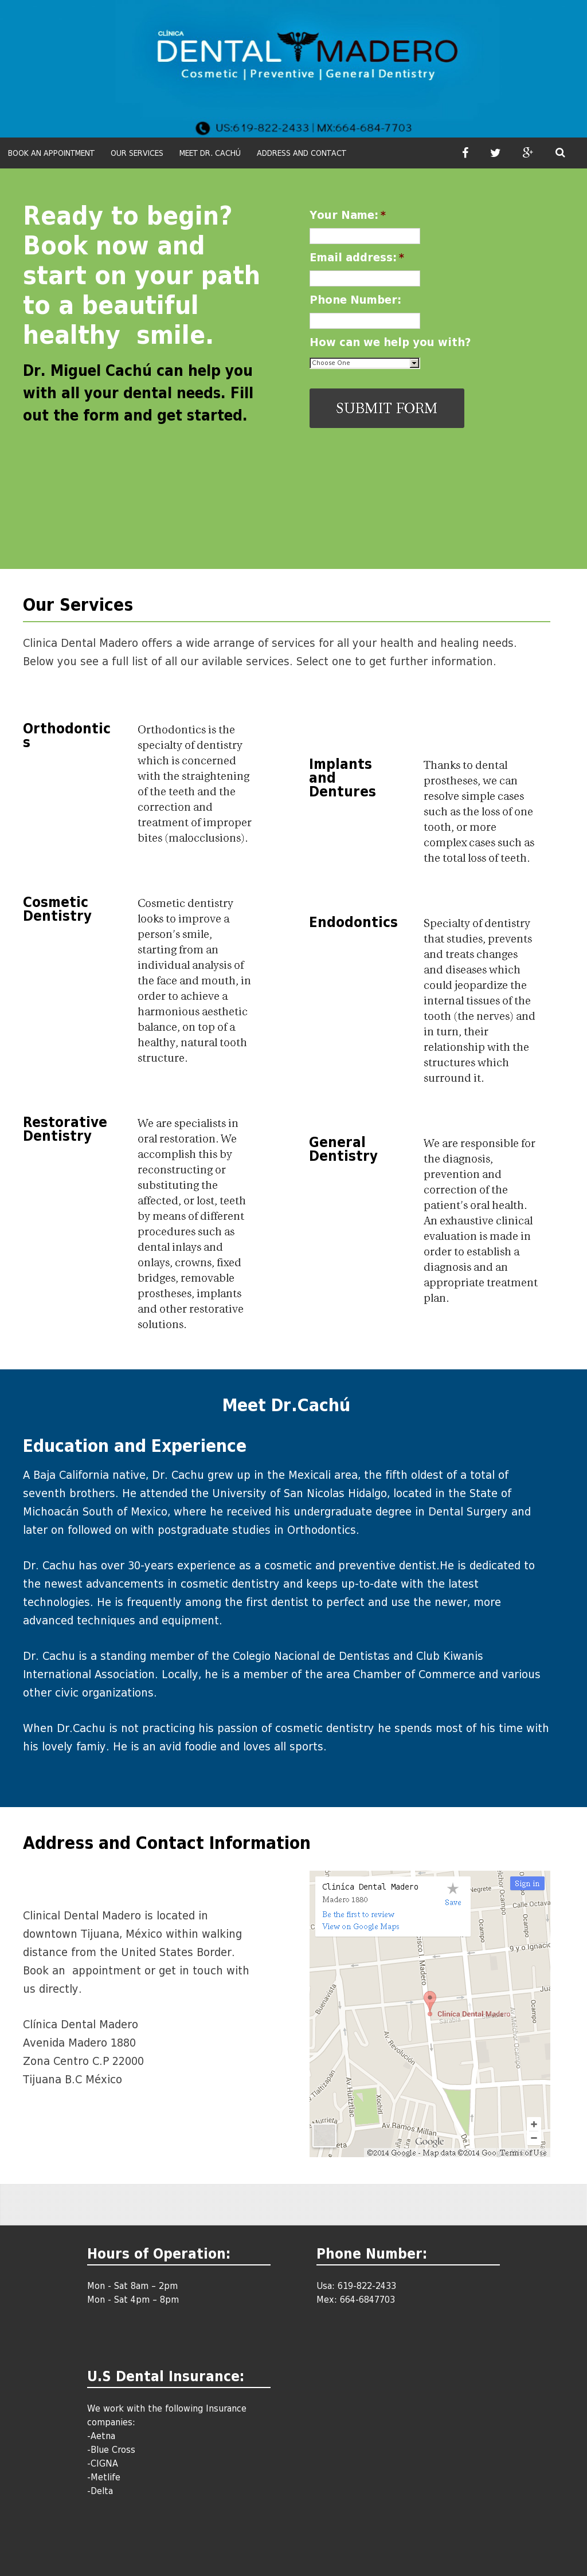 CLÍNICA
DENTAL MADERO
Cosmetic | Preventive | General Dentistry
US:619-822-2433 | MX:664-684-7703
BOOK AN APPOINTMENT OUR SERVICES MEET DR. CACHÚ ADDRESS AND CONTACT
Ready to begin?
Book now and
start on your path
to a beautiful
healthy smile.
Dr. Miguel Cachú can help you
with all your dental needs. Fill
out the form and get started.
Your Name: *
Email address: *
Phone Number:
How can we help you with?
Choose One
SUBMIT FORM
Our Services
Clinica Dental Madero offers a wide arrange of services for all your health and healing needs.
Below you see a full list of all our avilable services. Select one to get further information.
Orthodontic
s
Orthodontics is the
specialty of dentistry
which is concerned
with the straightening
of the teeth and the
correction and
treatment of improper
bites (malocclusions).
Implants
and
Dentures
Thanks to dental
prostheses, we can
resolve simple cases
such as the loss of one
tooth, or more
complex cases such as
the total loss of teeth.
Cosmetic
Dentistry
Cosmetic dentistry
looks to improve a
person's smile,
starting from an
individual analysis of
the face and mouth, in
order to achieve a
harmonious aesthetic
balance, on top of a
healthy, natural tooth
structure.
Endodontics
Specialty of dentistry
that studies, prevents
and treats changes
and diseases which
could jeopardize the
internal tissues of the
tooth (the nerves) and
in turn, their
relationship with the
structures which
surround it.
Restorative
Dentistry
We are specialists in
oral restoration. We
accomplish this by
reconstructing or
substituting the
affected, or lost, teeth
by means of different
procedures such as
dental inlays and
onlays, crowns, fixed
bridges, removable
prostheses, implants
and other restorative
solutions.
General
Dentistry
We are responsible for
the diagnosis,
prevention and
correction of the
patient's oral health.
An exhaustive clinical
evaluation is made in
order to establish a
diagnosis and an
appropriate treatment
plan.
Meet Dr.Cachú
Education and Experience
A Baja California native, Dr. Cachu grew up in the Mexicali area, the fifth oldest of a total of
seventh brothers. He attended the University of San Nicolas Hidalgo, located in the State of
Michoacán South of Mexico, where he received his undergraduate degree in Dental Surgery and
later on followed on with postgraduate studies in Orthodontics.
Dr. Cachu has over 30-years experience as a cosmetic and preventive dentist.He is dedicated to
the newest advancements in cosmetic dentistry and keeps up-to-date with the latest
technologies. He is frequently among the first dentist to perfect and use the newer, more
advanced techniques and equipment.
Dr. Cachu is a standing member of the Colegio Nacional de Dentistas and Club Kiwanis
International Association. Locally, he is a member of the area Chamber of Commerce and various
other civic organizations.
When Dr.Cachu is not practicing his passion of cosmetic dentistry he spends most of his time with
his lovely famiy. He is an avid foodie and loves all sports.
Address and Contact Information
Clinical Dental Madero is located in
downtown Tijuana, México within walking
distance from the United States Border.
Book an appointment or get in touch with
us directly.
Clínica Dental Madero
Avenida Madero 1880
Zona Centro C.P 22000
Tijuana B.C México
Clinica Dental Madero
Madero 1880
Be the first to review
View on Google Maps
Save
Sign in
Negrete
Calle Octava
Ocampo
9 y o Ignacio
Buenavista
Clinica Dental Madero
Sarabia
Av. Revolución
Av Melchor Ocampo
Ocampo
Av Tlahizapan
Av. Huitzilac
Xochitl
Av Ramos Millan
Google
©2014 Google - Map data ©2014 Goo Terms of Use
Hours of Operation:
Mon - Sat 8am – 2pm
Mon - Sat 4pm – 8pm
Phone Number:
Usa: 619-822-2433
Mex: 664-6847703
U.S Dental Insurance:
We work with the following Insurance
companies:
-Aetna
-Blue Cross
-CIGNA
-Metlife
-Delta